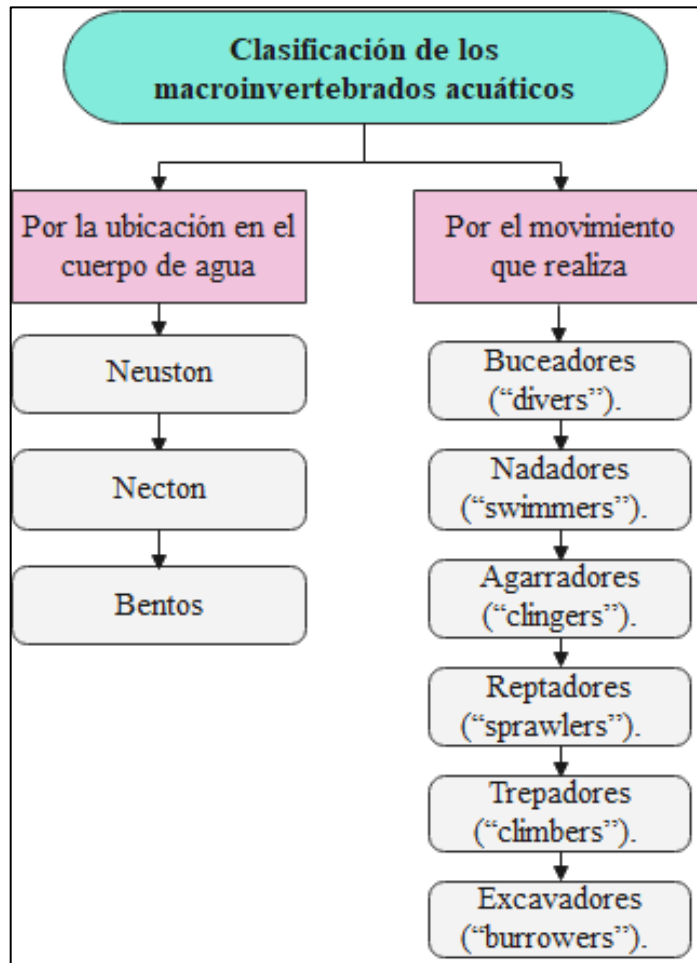 Clasificación de los
macroinvertebrados acuáticos
Por la ubicación en el
cuerpo de agua
Neuston
Necton
Bentos
Por el movimiento
que realiza
Buceadores
(“divers”).
Nadadores
(“swimmers”).
Agarradores
(“clingers”).
Reptadores
(“sprawlers”).
Trepadores
(“climbers”).
Excavadores
(“burrowers”).